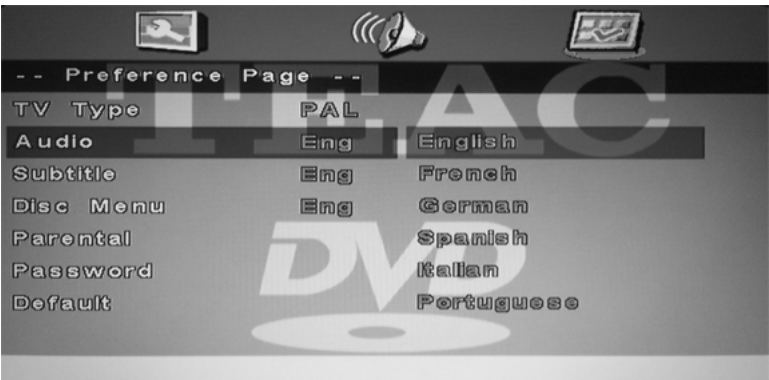 -- Preference Page --
TV Type PAL
Audio Eng English
Subtitle Eng French
Disc Menu Eng German
Parental Spanish
Password Italian
Default Portuguese
TEAC
DVD